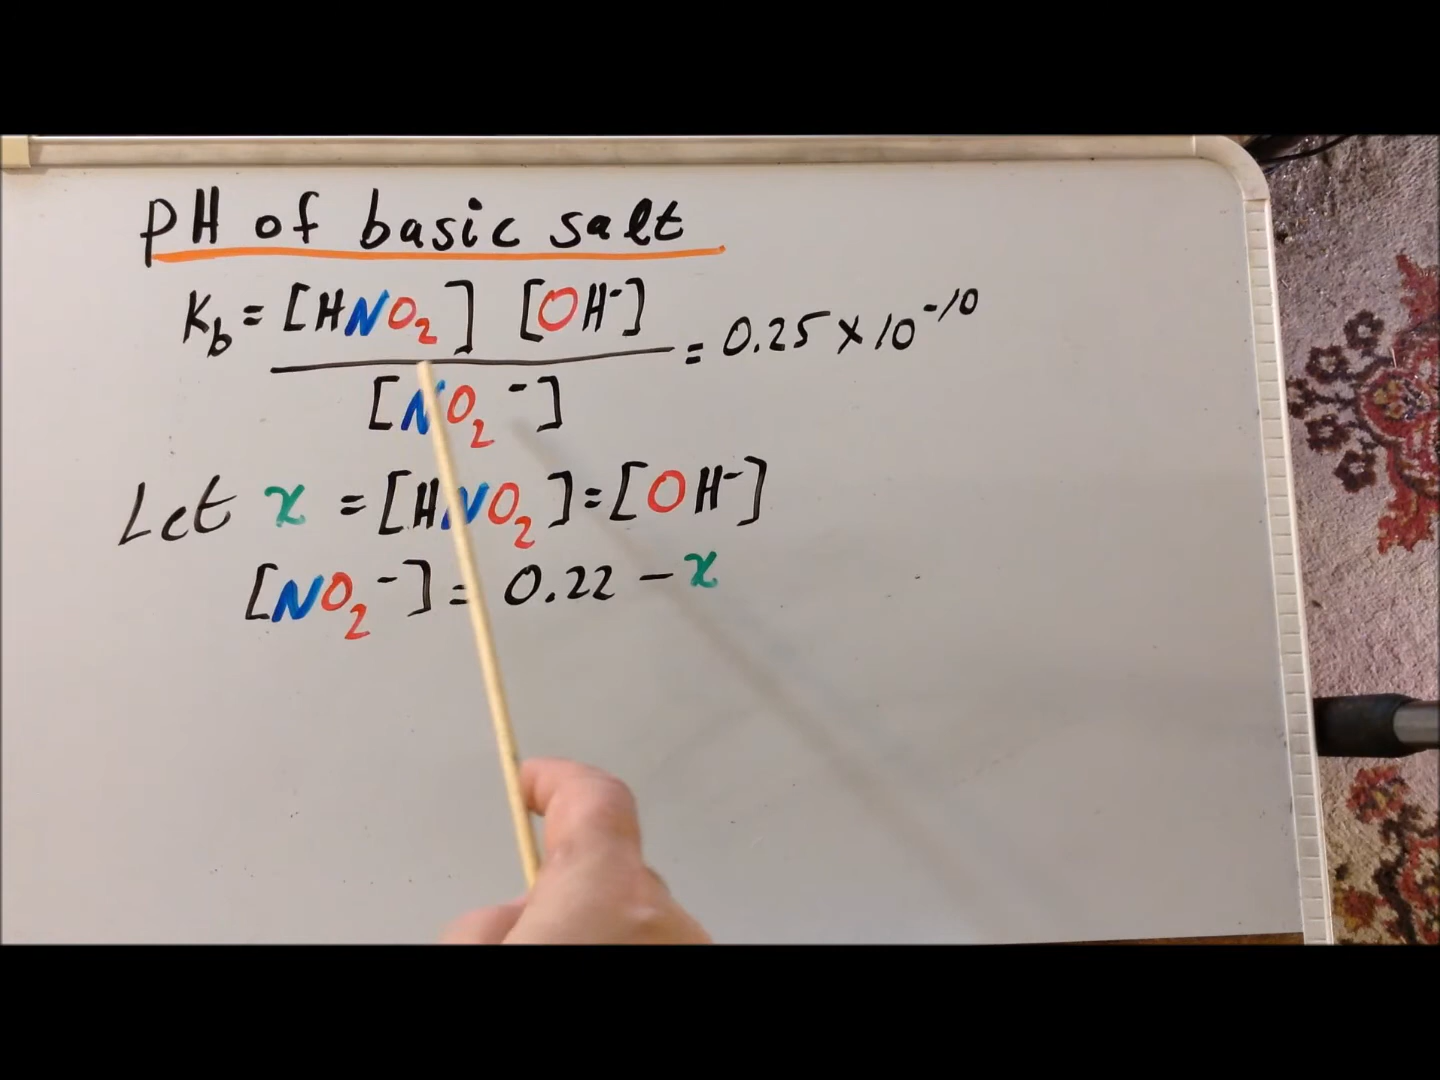 pH of basic salt
Kb = [HNO2] [OH-] / [NO2-] = 0.25 x 10^-10
Let x = [HNO2] = [OH-]
[NO2-] = 0.22 - x